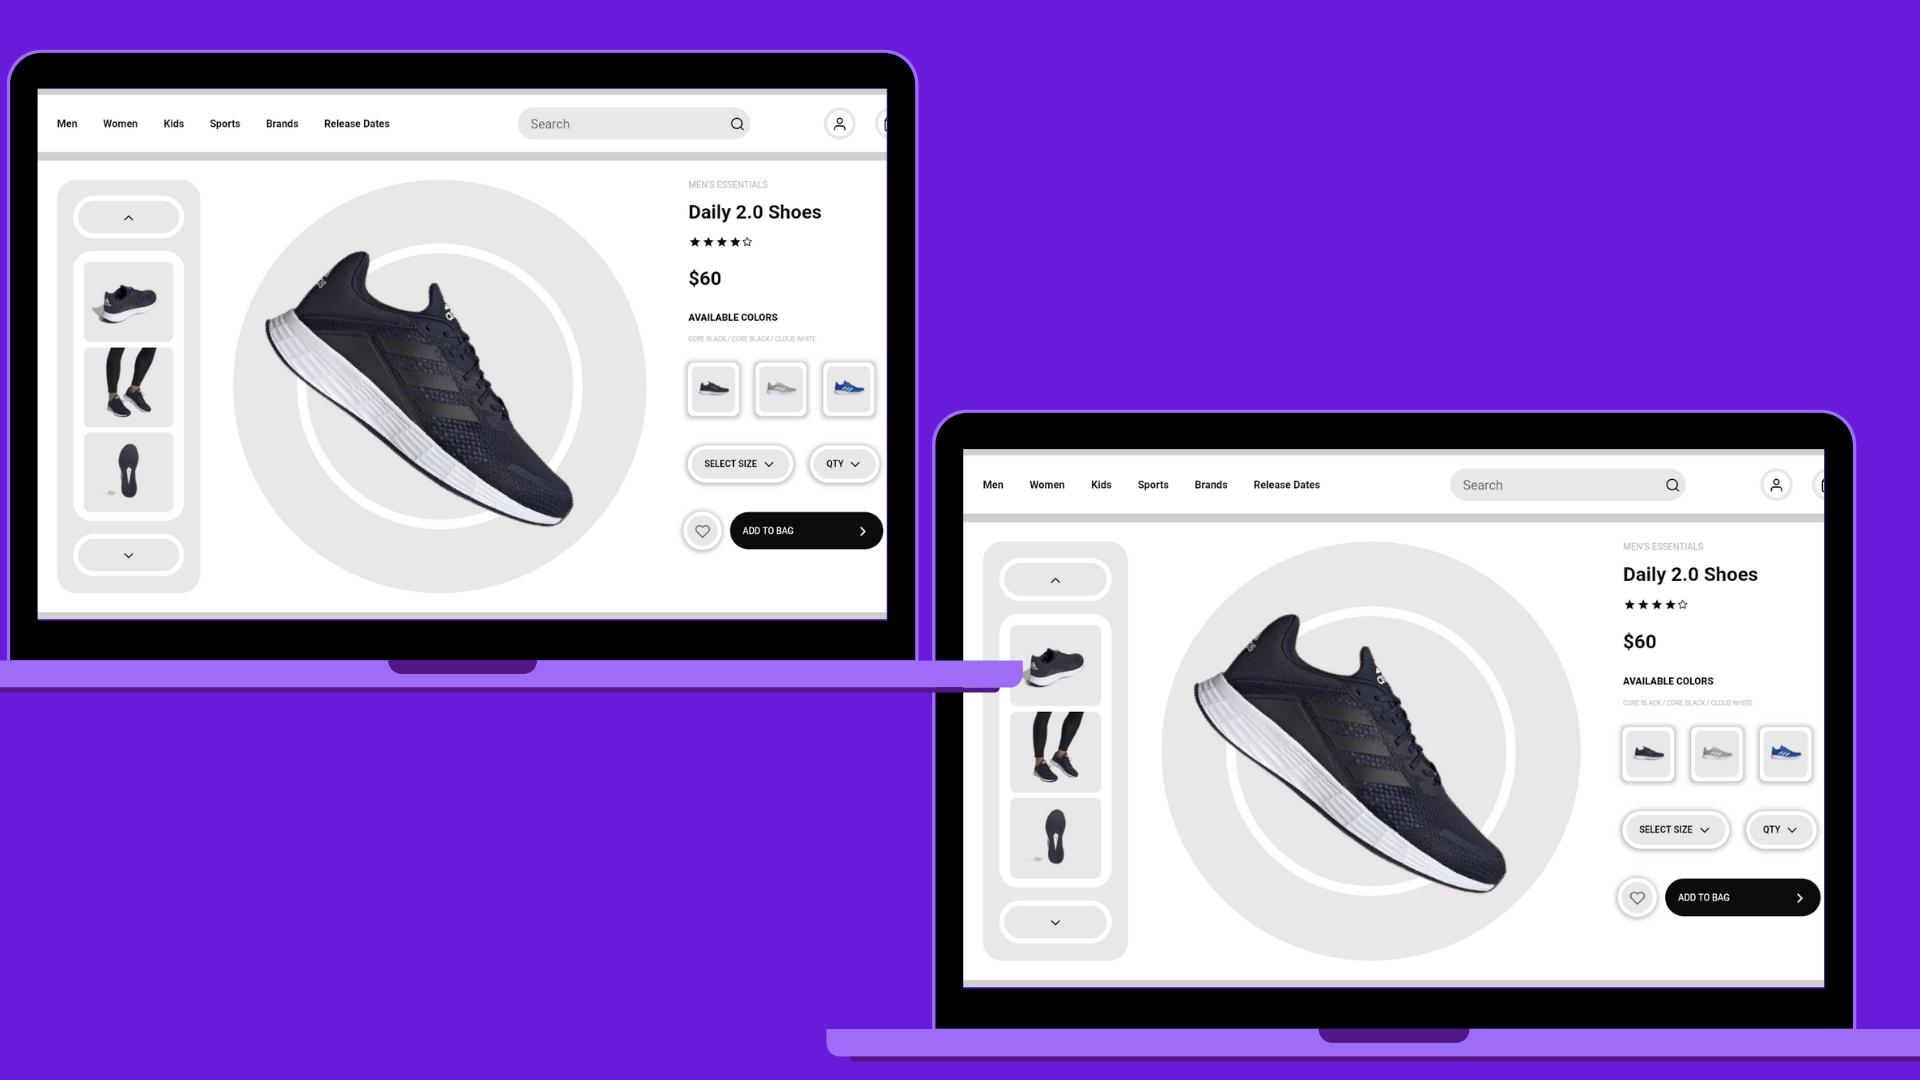 Men Women Kids Sports Brands Release Dates Search
MEN'S ESSENTIALS
Daily 2.0 Shoes
$60
AVAILABLE COLORS
CORE BLACK / CORE BLACK / CLOUD WHITE
SELECT SIZE QTY
ADD TO BAG
Men Women Kids Sports Brands Release Dates Search
MEN'S ESSENTIALS
Daily 2.0 Shoes
$60
AVAILABLE COLORS
CORE BLACK / CORE BLACK / CLOUD WHITE
SELECT SIZE QTY
ADD TO BAG